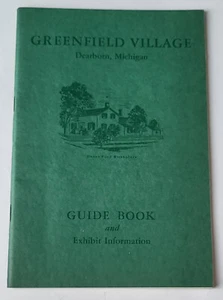 GREENFIELD VILLAGE
Dearborn, Michigan
GUIDE BOOK
and
Exhibit Information